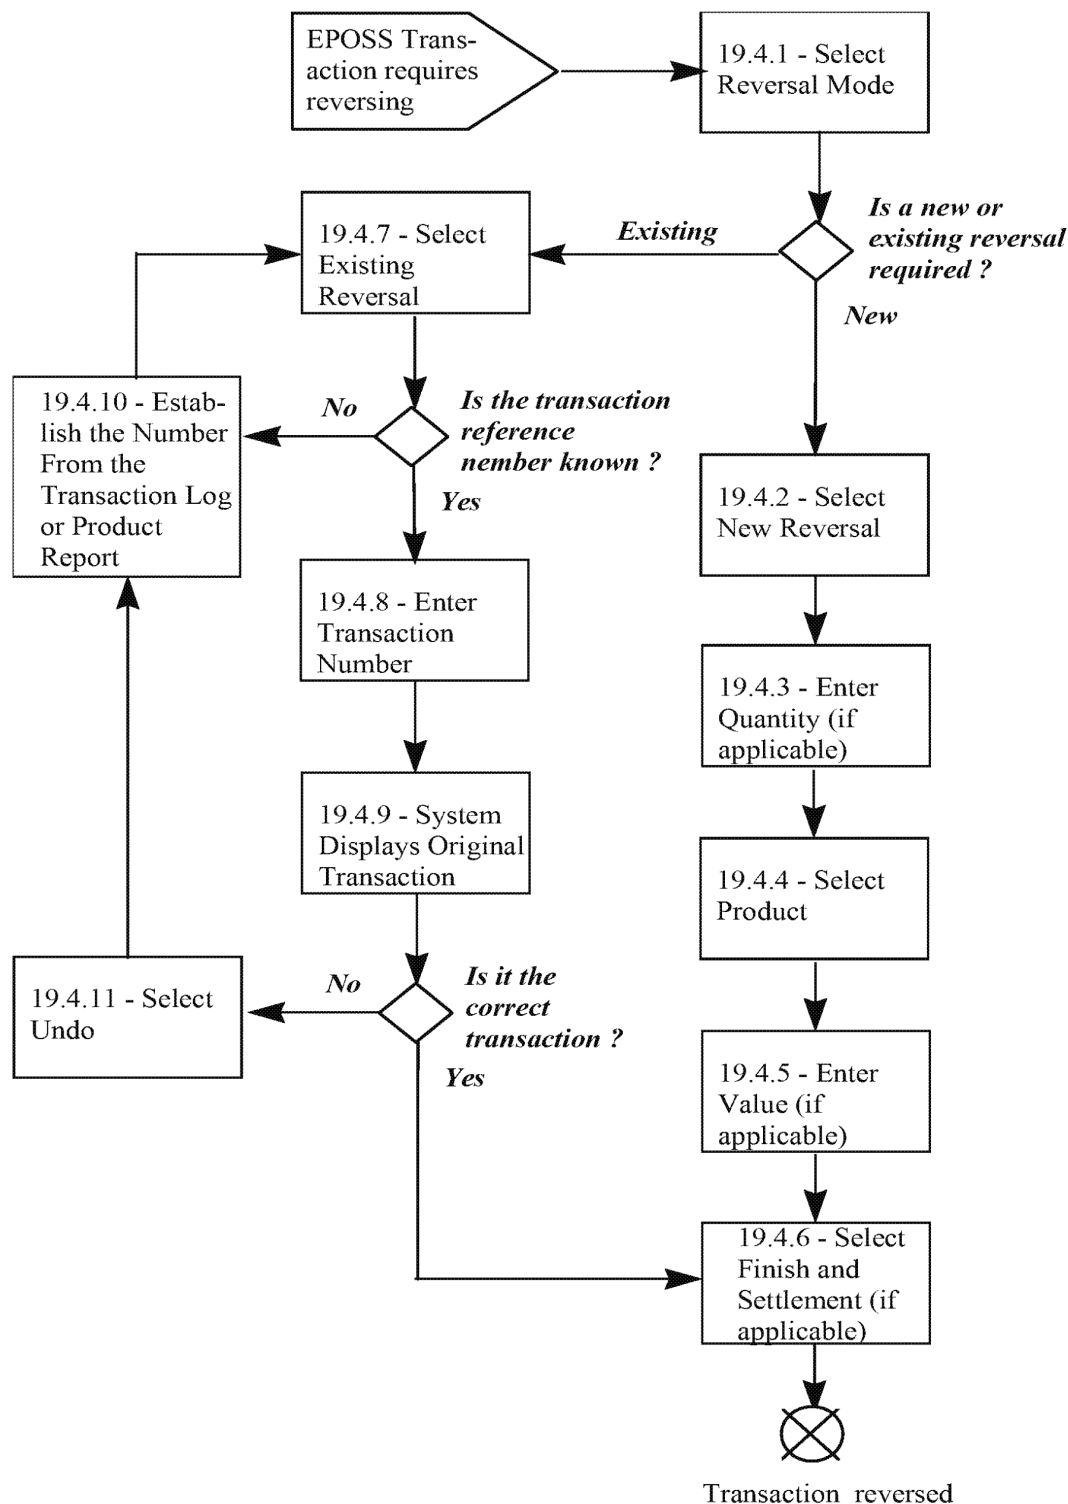 EPOSS Trans-
action requires
reversing
19.4.1 - Select
Reversal Mode
Is a new or
existing reversal
required ?
Existing
New
19.4.7 - Select
Existing
Reversal
Is the transaction
reference
nember known ?
No
Yes
19.4.10 - Estab-
lish the Number
From the
Transaction Log
or Product
Report
19.4.8 - Enter
Transaction
Number
19.4.9 - System
Displays Original
Transaction
Is it the
correct
transaction ?
No
Yes
19.4.11 - Select
Undo
19.4.2 - Select
New Reversal
19.4.3 - Enter
Quantity (if
applicable)
19.4.4 - Select
Product
19.4.5 - Enter
Value (if
applicable)
19.4.6 - Select
Finish and
Settlement (if
applicable)
Transaction reversed